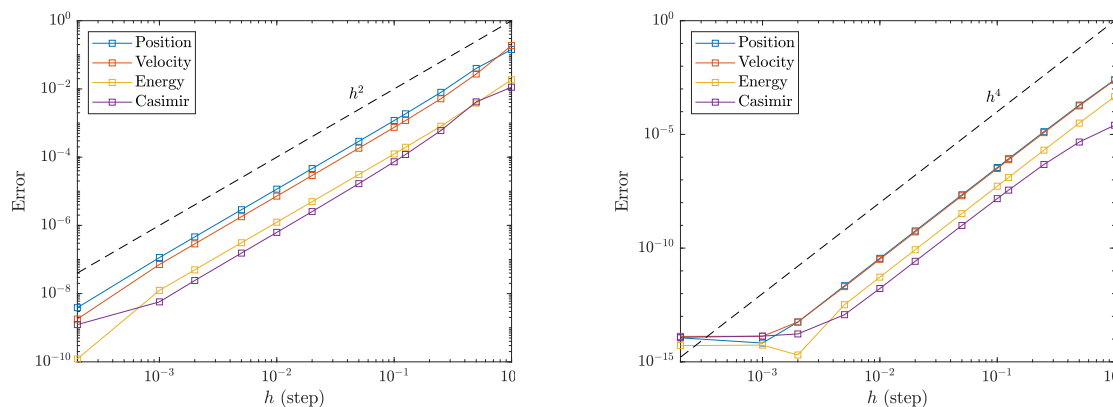 10^0
10^-2
10^-4
10^-6
10^-8
10^-10
Error
Position
Velocity
Energy
Casimir
h^2
10^-3
10^-2
10^-1
10
h (step)
10^0
10^-5
10^-10
10^-15
Error
Position
Velocity
Energy
Casimir
h^4
10^-3
10^-2
10^-1
10
h (step)